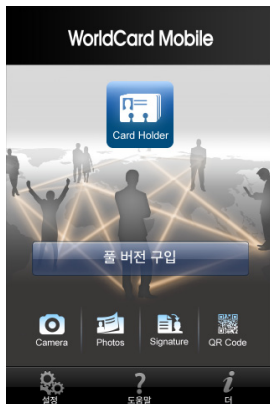 WorldCard Mobile
Card Holder
풀 버전 구입
Camera Photos Signature QR Code
설정 도움말 더